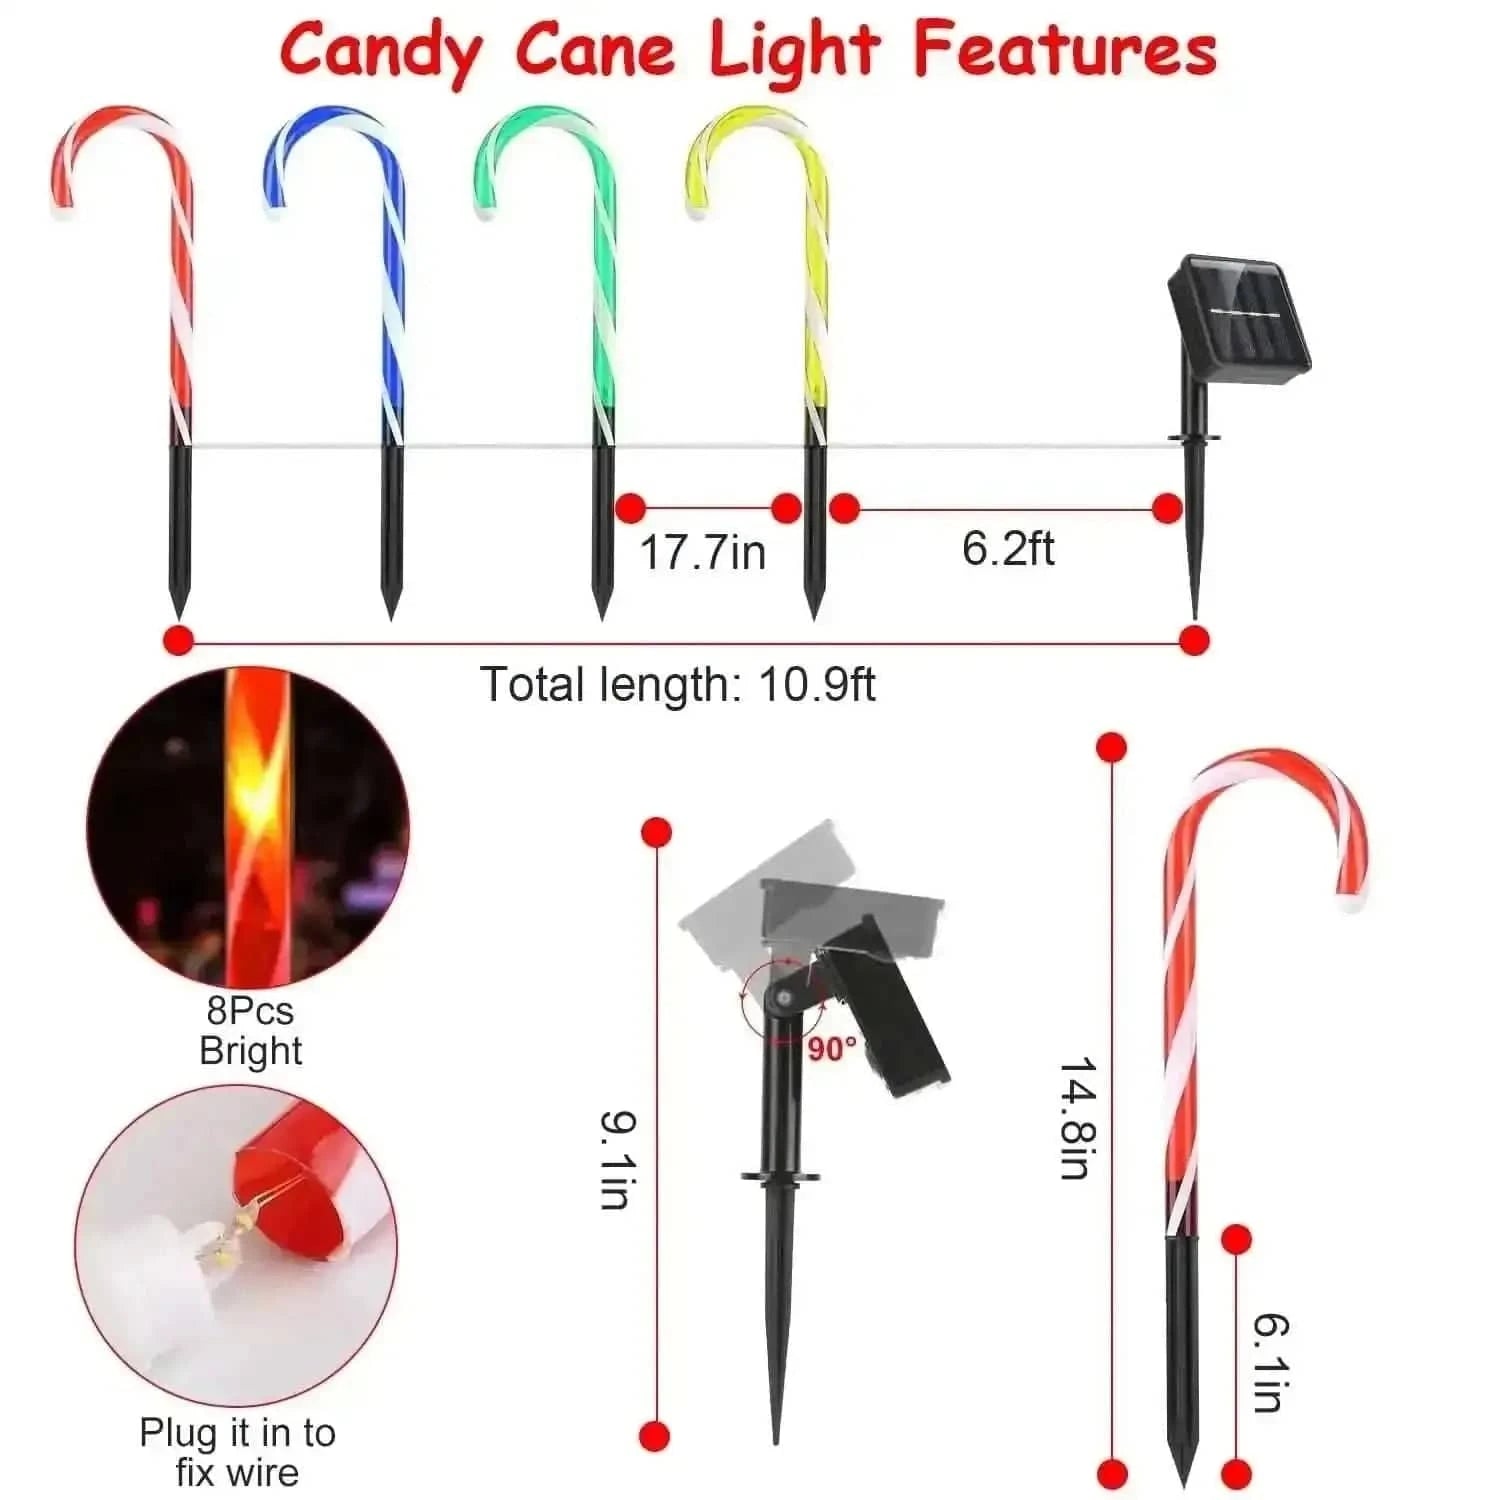 Candy Cane Light Features
17.7in
6.2ft
Total length: 10.9ft
8Pcs
Bright
Plug it in to
fix wire
9.1in
90°
14.8in
6.1in